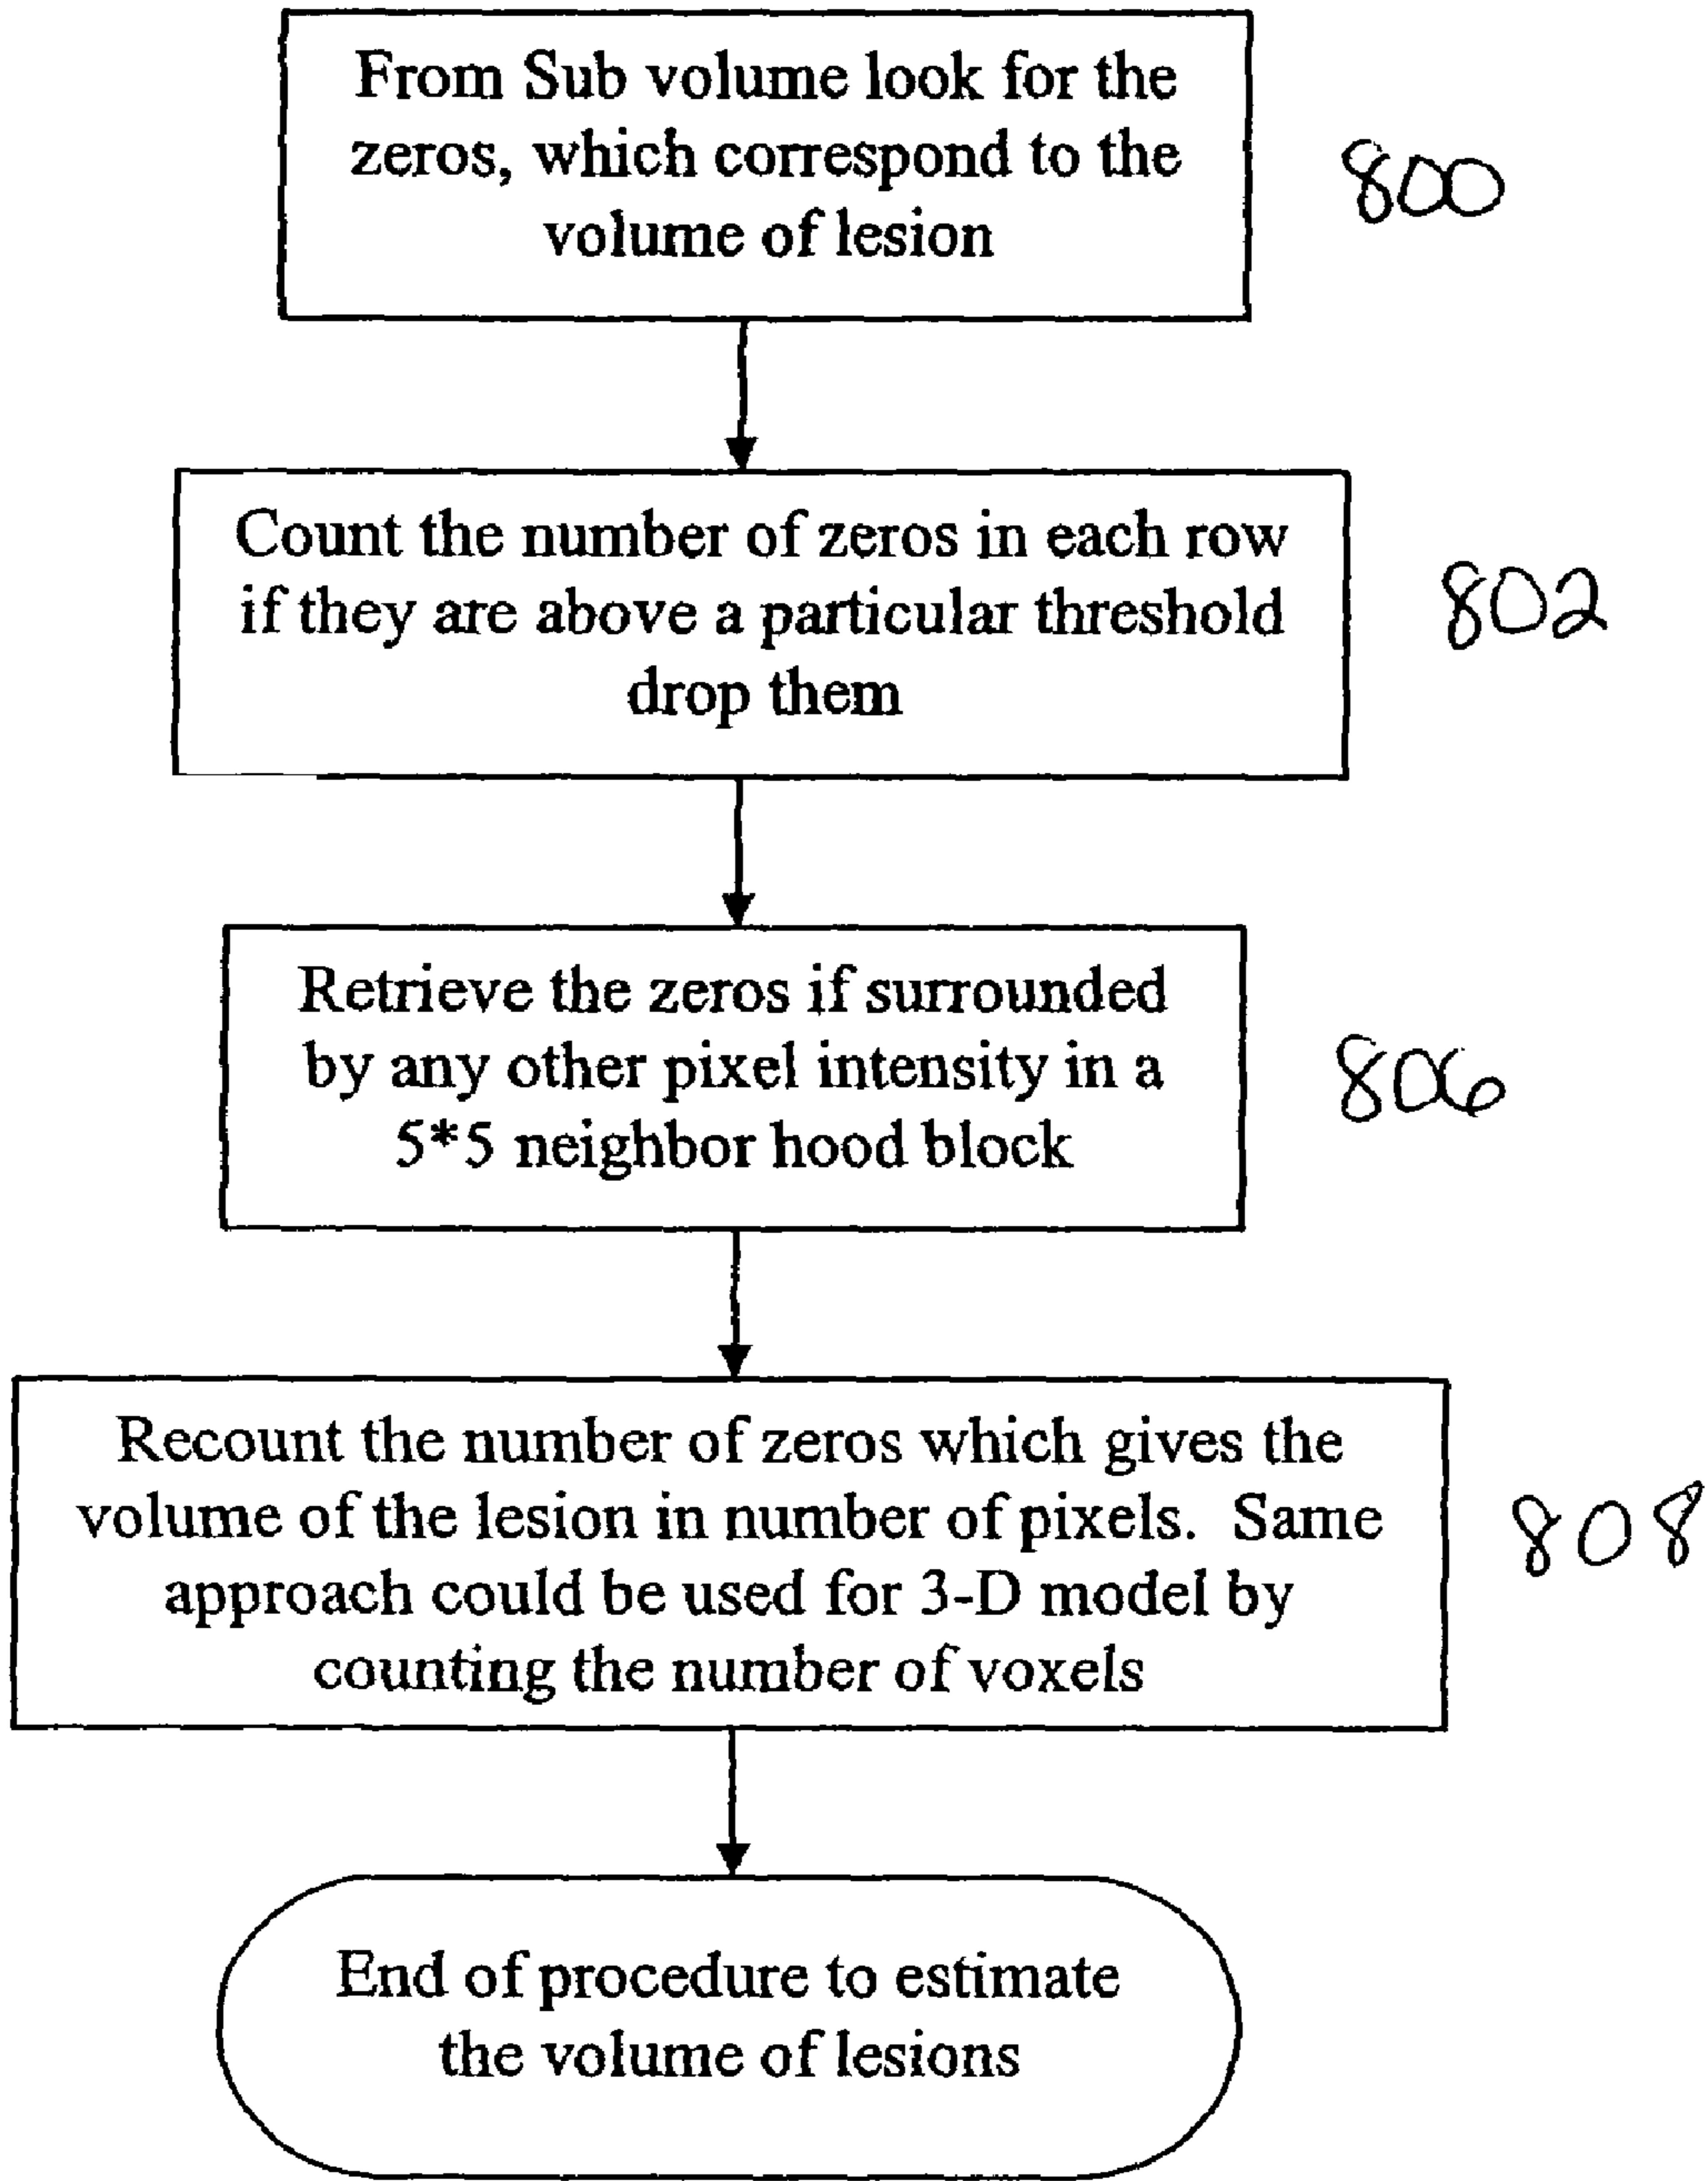 From Sub volume look for the
zeros, which correspond to the
volume of lesion
800
Count the number of zeros in each row
if they are above a particular threshold
drop them
802
Retrieve the zeros if surrounded
by any other pixel intensity in a
5*5 neighbor hood block
806
Recount the number of zeros which gives the
volume of the lesion in number of pixels. Same
approach could be used for 3-D model by
counting the number of voxels
808
End of procedure to estimate
the volume of lesions